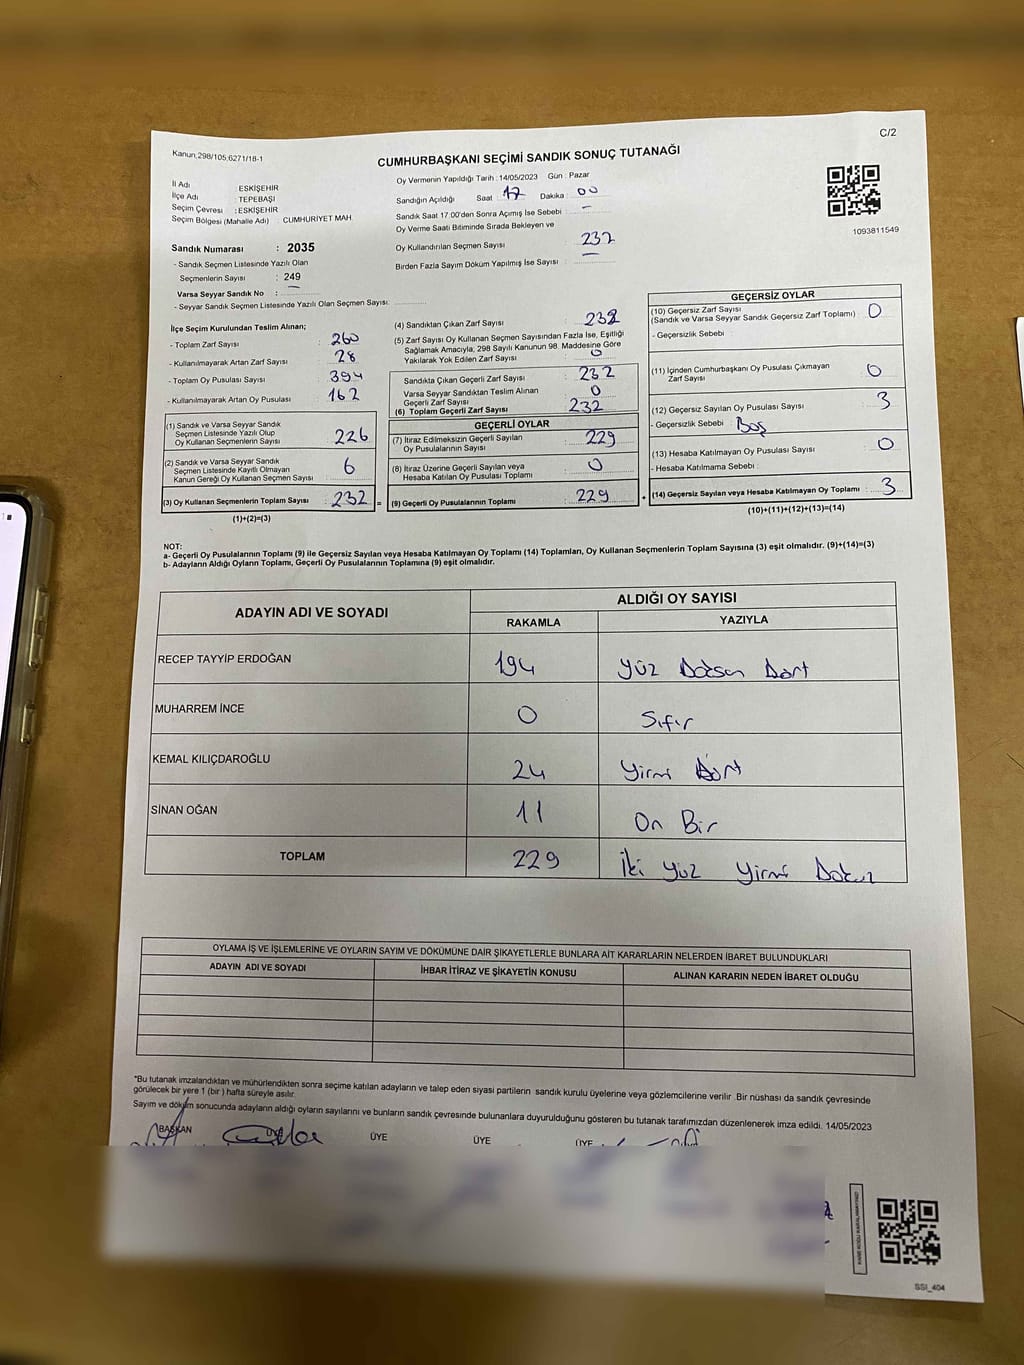 C/2
Kanun,298/105,6271/18-1
CUMHURBAŞKANI SEÇİMİ SANDIK SONUÇ TUTANAĞI
İl Adı : ESKİŞEHİR
İlçe Adı : TEPEBAŞI
Seçim Çevresi : ESKİŞEHİR
Seçim Bölgesi (Mahalle Adı) : CUMHURİYET MAH.
Sandık Numarası : 2035
- Sandık Seçmen Listesinde Yazılı Olan
Seçmenlerin Sayısı : 249
Varsa Seyyar Sandık No : —
- Seyyar Sandık Seçmen Listesinde Yazılı Olan Seçmen Sayısı:
Oy Vermenin Yapıldığı Tarih :14/05/2023 Gün : Pazar
Sandığın Açıldığı Saat 17 Dakika 00
Sandık Saat 17.00'den Sonra Açımış İse Sebebi : —
Oy Verme Saati Bitiminde Sırada Bekleyen ve
Oy Kullandırılan Seçmen Sayısı : 232
Birden Fazla Sayım Döküm Yapılmış İse Sayısı : —
1093811549
İlçe Seçim Kurulundan Teslim Alınan;
- Toplam Zarf Sayısı : 260
- Kullanılmayarak Artan Zarf Sayısı : 28
- Toplam Oy Pusulası Sayısı : 394
- Kullanılmayarak Artan Oy Pusulası : 162
(1) Sandık ve Varsa Seyyar Sandık
Seçmen Listesinde Yazılı Olup
Oy Kullanan Seçmenlerin Sayısı : 226
(2) Sandık ve Varsa Seyyar Sandık
Seçmen Listesinde Kayıtlı Olmayan
Kanun Gereği Oy Kullanan Seçmen Sayısı : 6
(3) Oy Kullanan Seçmenlerin Toplam Sayısı : 232 =
(1)+(2)=(3)
(4) Sandıktan Çıkan Zarf Sayısı : 232
(5) Zarf Sayısı Oy Kullanan Seçmen Sayısından Fazla İse, Eşitliği
Sağlamak Amacıyla, 298 Sayılı Kanunun 98. Maddesine Göre
Yakılarak Yok Edilen Zarf Sayısı : 0
Sandıkta Çıkan Geçerli Zarf Sayısı : 232
Varsa Seyyar Sandıktan Teslim Alınan
Geçerli Zarf Sayısı : 0
(6) Toplam Geçerli Zarf Sayısı : 232
GEÇERLİ OYLAR
(7) İtiraz Edilmeksizin Geçerli Sayılan
Oy Pusulalarının Sayısı : 229
(8) İtiraz Üzerine Geçerli Sayılan veya
Hesaba Katılan Oy Pusulası Toplamı : 0
(9) Geçerli Oy Pusulalarının Toplamı : 229 +
GEÇERSİZ OYLAR
(10) Geçersiz Zarf Sayısı
(Sandık ve Varsa Seyyar Sandık Geçersiz Zarf Toplamı) : 0
- Geçersizlik Sebebi :
(11) İçinden Cumhurbaşkanı Oy Pusulası Çıkmayan
Zarf Sayısı : 0
(12) Geçersiz Sayılan Oy Pusulası Sayısı : 3
- Geçersizlik Sebebi : Boş
(13) Hesaba Katılmayan Oy Pusulası Sayısı : 0
- Hesaba Katılmama Sebebi :
(14) Geçersiz Sayılan veya Hesaba Katılmayan Oy Toplamı : 3
(10)+(11)+(12)+(13)=(14)
NOT:
a- Geçerli Oy Pusulalarının Toplamı (9) ile Geçersiz Sayılan veya Hesaba Katılmayan Oy Toplamı (14) Toplamları, Oy Kullanan Seçmenlerin Toplam Sayısına (3) eşit olmalıdır. (9)+(14)=(3)
b- Adayların Aldığı Oyların Toplamı, Geçerli Oy Pusulalarının Toplamına (9) eşit olmalıdır.
ADAYIN ADI VE SOYADI
ALDIĞI OY SAYISI
RAKAMLA YAZIYLA
RECEP TAYYİP ERDOĞAN 194 Yüz Doksan Dört
MUHARREM İNCE 0 Sıfır
KEMAL KILIÇDAROĞLU 24 Yirmi Dört
SİNAN OĞAN 11 On Bir
TOPLAM 229 İki Yüz Yirmi Dokuz
OYLAMA İŞ VE İŞLEMLERİNE VE OYLARIN SAYIM VE DÖKÜMÜNE DAİR ŞİKAYETLERLE BUNLARA AİT KARARLARIN NELERDEN İBARET BULUNDUKLARI
ADAYIN ADI VE SOYADI İHBAR İTİRAZ VE ŞİKAYETİN KONUSU ALINAN KARARIN NEDEN İBARET OLDUĞU
*Bu tutanak imzalandıktan ve mühürlendikten sonra seçime katılan adayların ve talep eden siyasi partilerin sandık kurulu üyelerine veya gözlemcilerine verilir .Bir nüshası da sandık çevresinde
görülecek bir yere 1 (bir ) hafta süreyle asılır.
Sayım ve döküm sonucunda adayların aldığı oyların sayılarını ve bunların sandık çevresinde bulunanlara duyurulduğunu gösteren bu tutanak tarafımızdan düzenlenerek imza edildi. 14/05/2023
BAŞKAN ÜYE ÜYE ÜYE ÜYE
SSI_404